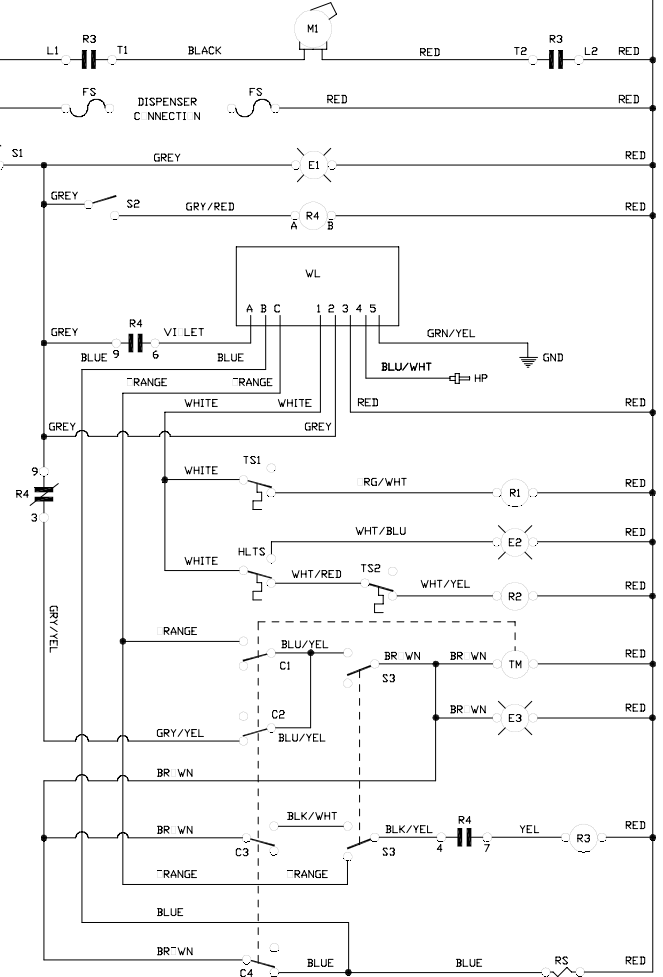 R3 R3
L1 T1 BLACK M1 RED T2 L2 RED
FS DISPENSER FS RED RED
C NNECTI N
S1 GREY E1 RED
GREY S2 GRY/RED R4 RED
A B
WL
A B C 1 2 3 4 5
R4
GREY VI LET GRN/YEL
9 6
BLUE BLUE BLU/WHT GND
RANGE RANGE HP
WHITE WHITE RED RED
GREY GREY
TS1
9 WHITE RG/WHT RED
R4 R1
3
WHT/BLU RED
HLTS E2
WHITE WHT/RED TS2 WHT/YEL RED
R2
GRY/YEL
RANGE BLU/YEL
C1 S3 BR WN BR WN TM RED
C2 BR WN E3 RED
GRY/YEL BLU/YEL
BR WN
BLK/WHT R4
BR WN BLK/YEL YEL R3 RED
C3 S3 4 7
RANGE RANGE
BLUE
BR WN BLUE BLUE RS RED
C4